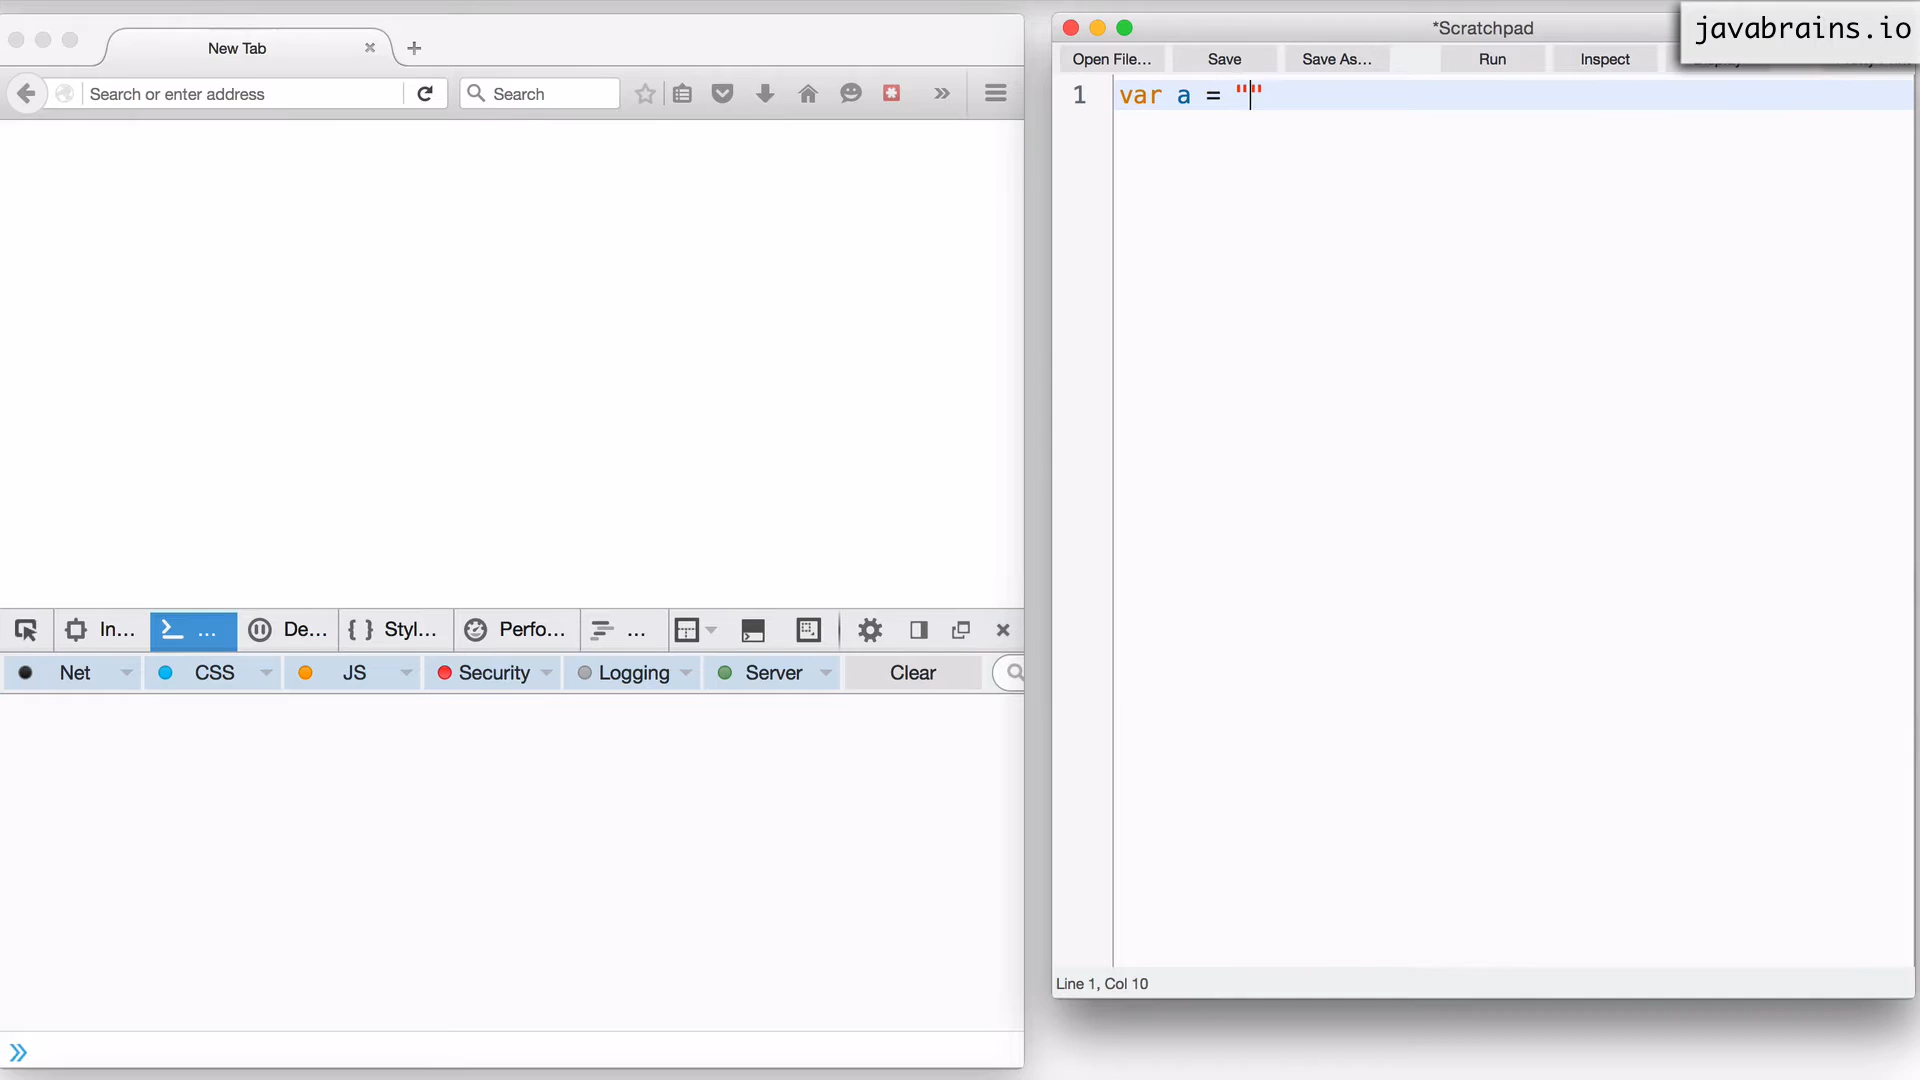 New Tab
Search or enter address
Search
In...
...
De...
{ } Styl...
Perfo...
...
Net
CSS
JS
Security
Logging
Server
Clear
*Scratchpad
javabrains.io
Open File...
Save
Save As...
Run
Inspect
1
var a = ""
Line 1, Col 10